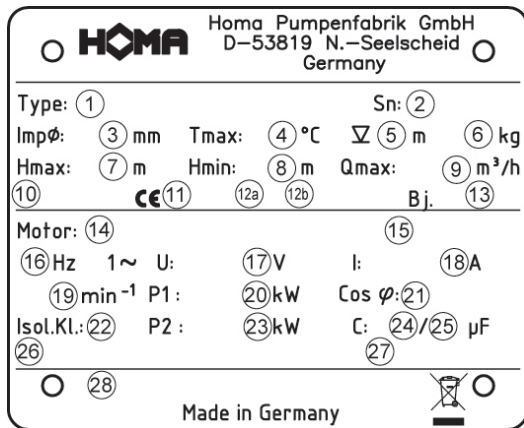 HOMA Homa Pumpenfabrik GmbH
D-53819 N.-Seelscheid
Germany
Type: 1 Sn: 2
ImpØ: 3 mm Tmax: 4 °C ∇ 5 m 6 kg
Hmax: 7 m Hmin: 8 m Qmax: 9 m³/h
10 CE 11 12a 12b Bj. 13
Motor: 14 15
16 Hz 1~ U: 17 V I: 18 A
19 min⁻¹ P1: 20 kW Cos φ: 21
Isol.Kl.: 22 P2: 23 kW C: 24/25 µF
26 27
28
Made in Germany